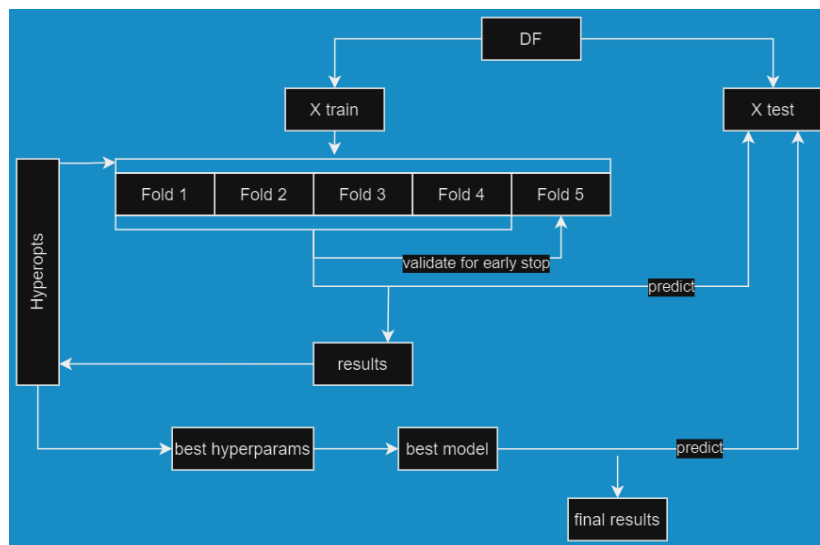 DF
X train
X test
Fold 1
Fold 2
Fold 3
Fold 4
Fold 5
Hyperopts
validate for early stop
predict
results
best hyperparams
best model
predict
final results